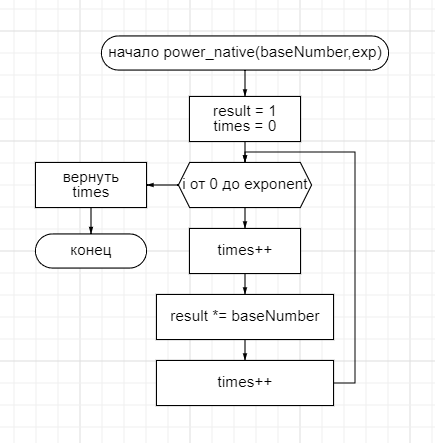 начало power_native(baseNumber,exp)
result = 1
times = 0
i от 0 до exponent
вернуть
times
times++
конец
result *= baseNumber
times++